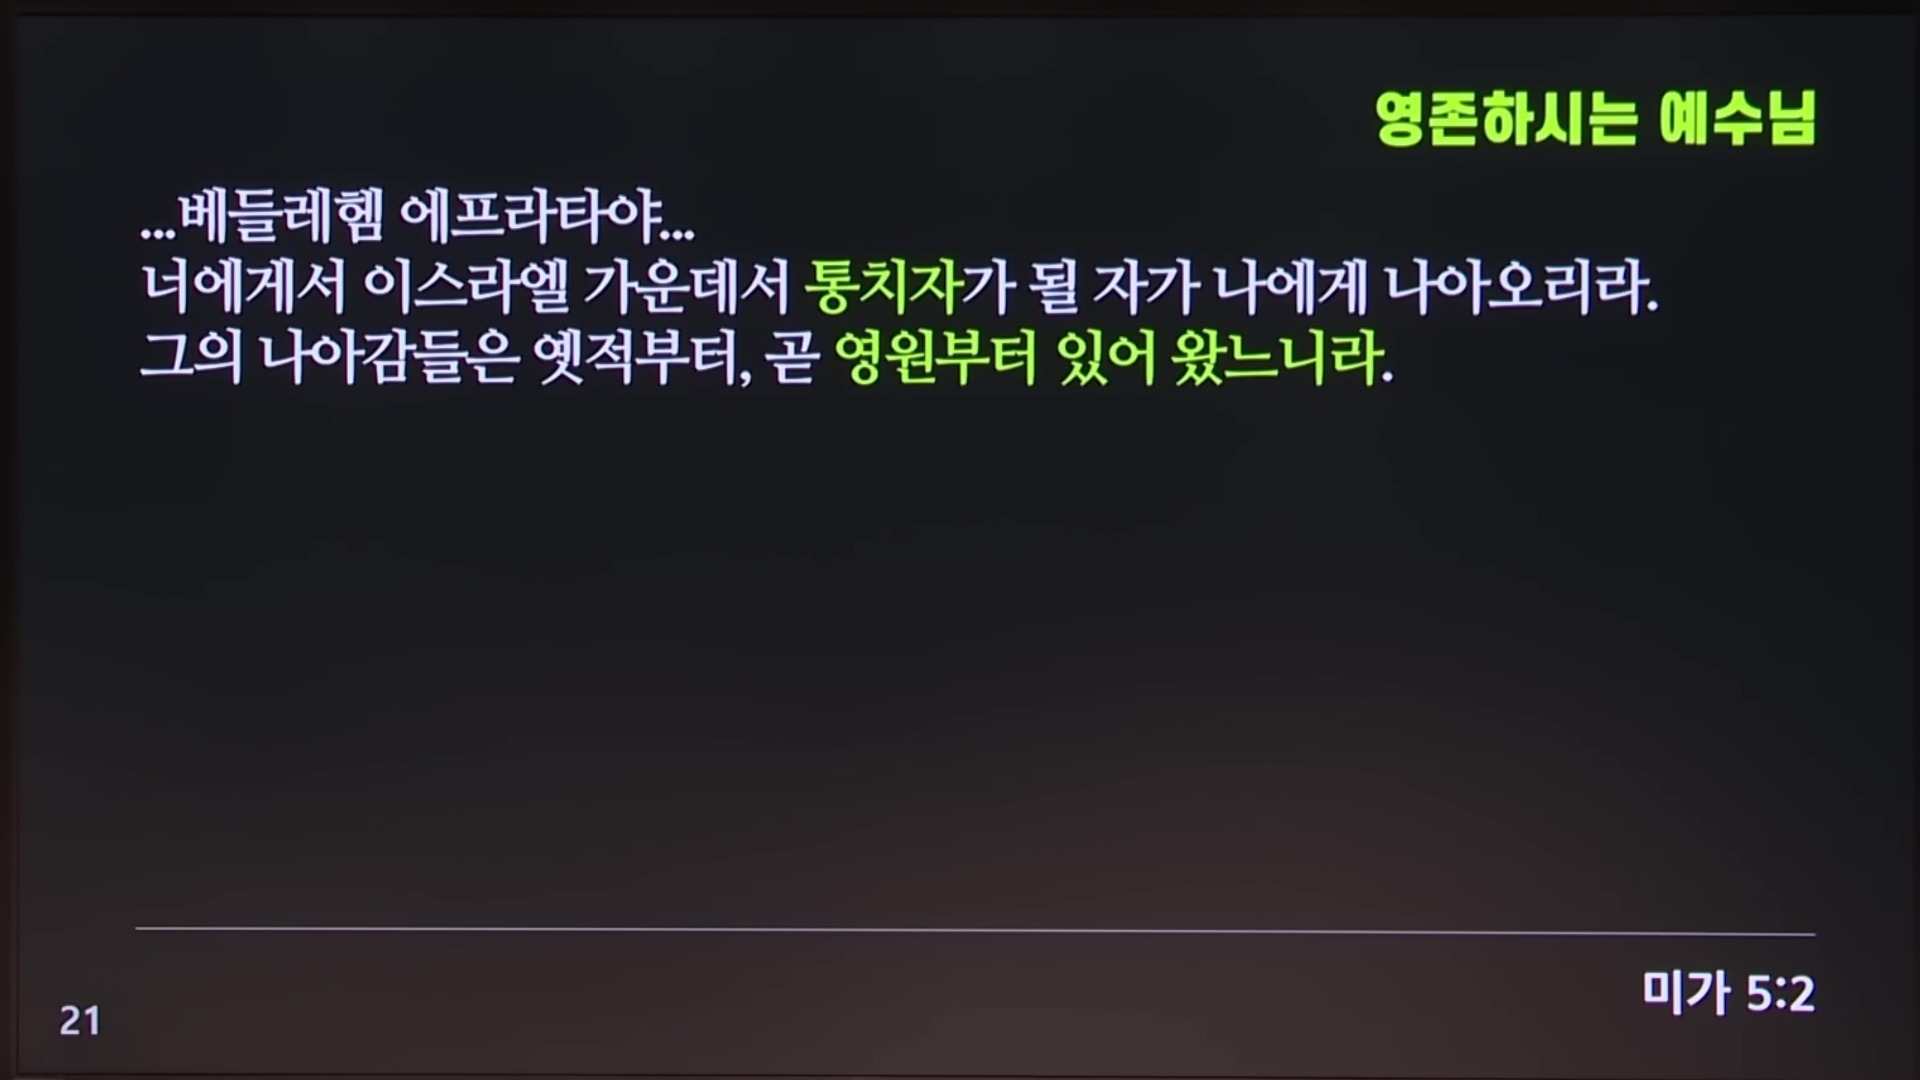 영존하시는 예수님
...베들레헴 에프라타야...
너에게서 이스라엘 가운데서 통치자가 될 자가 나에게 나아오리라.
그의 나아감들은 옛적부터, 곧 영원부터 있어 왔느니라.
미가 5:2
21